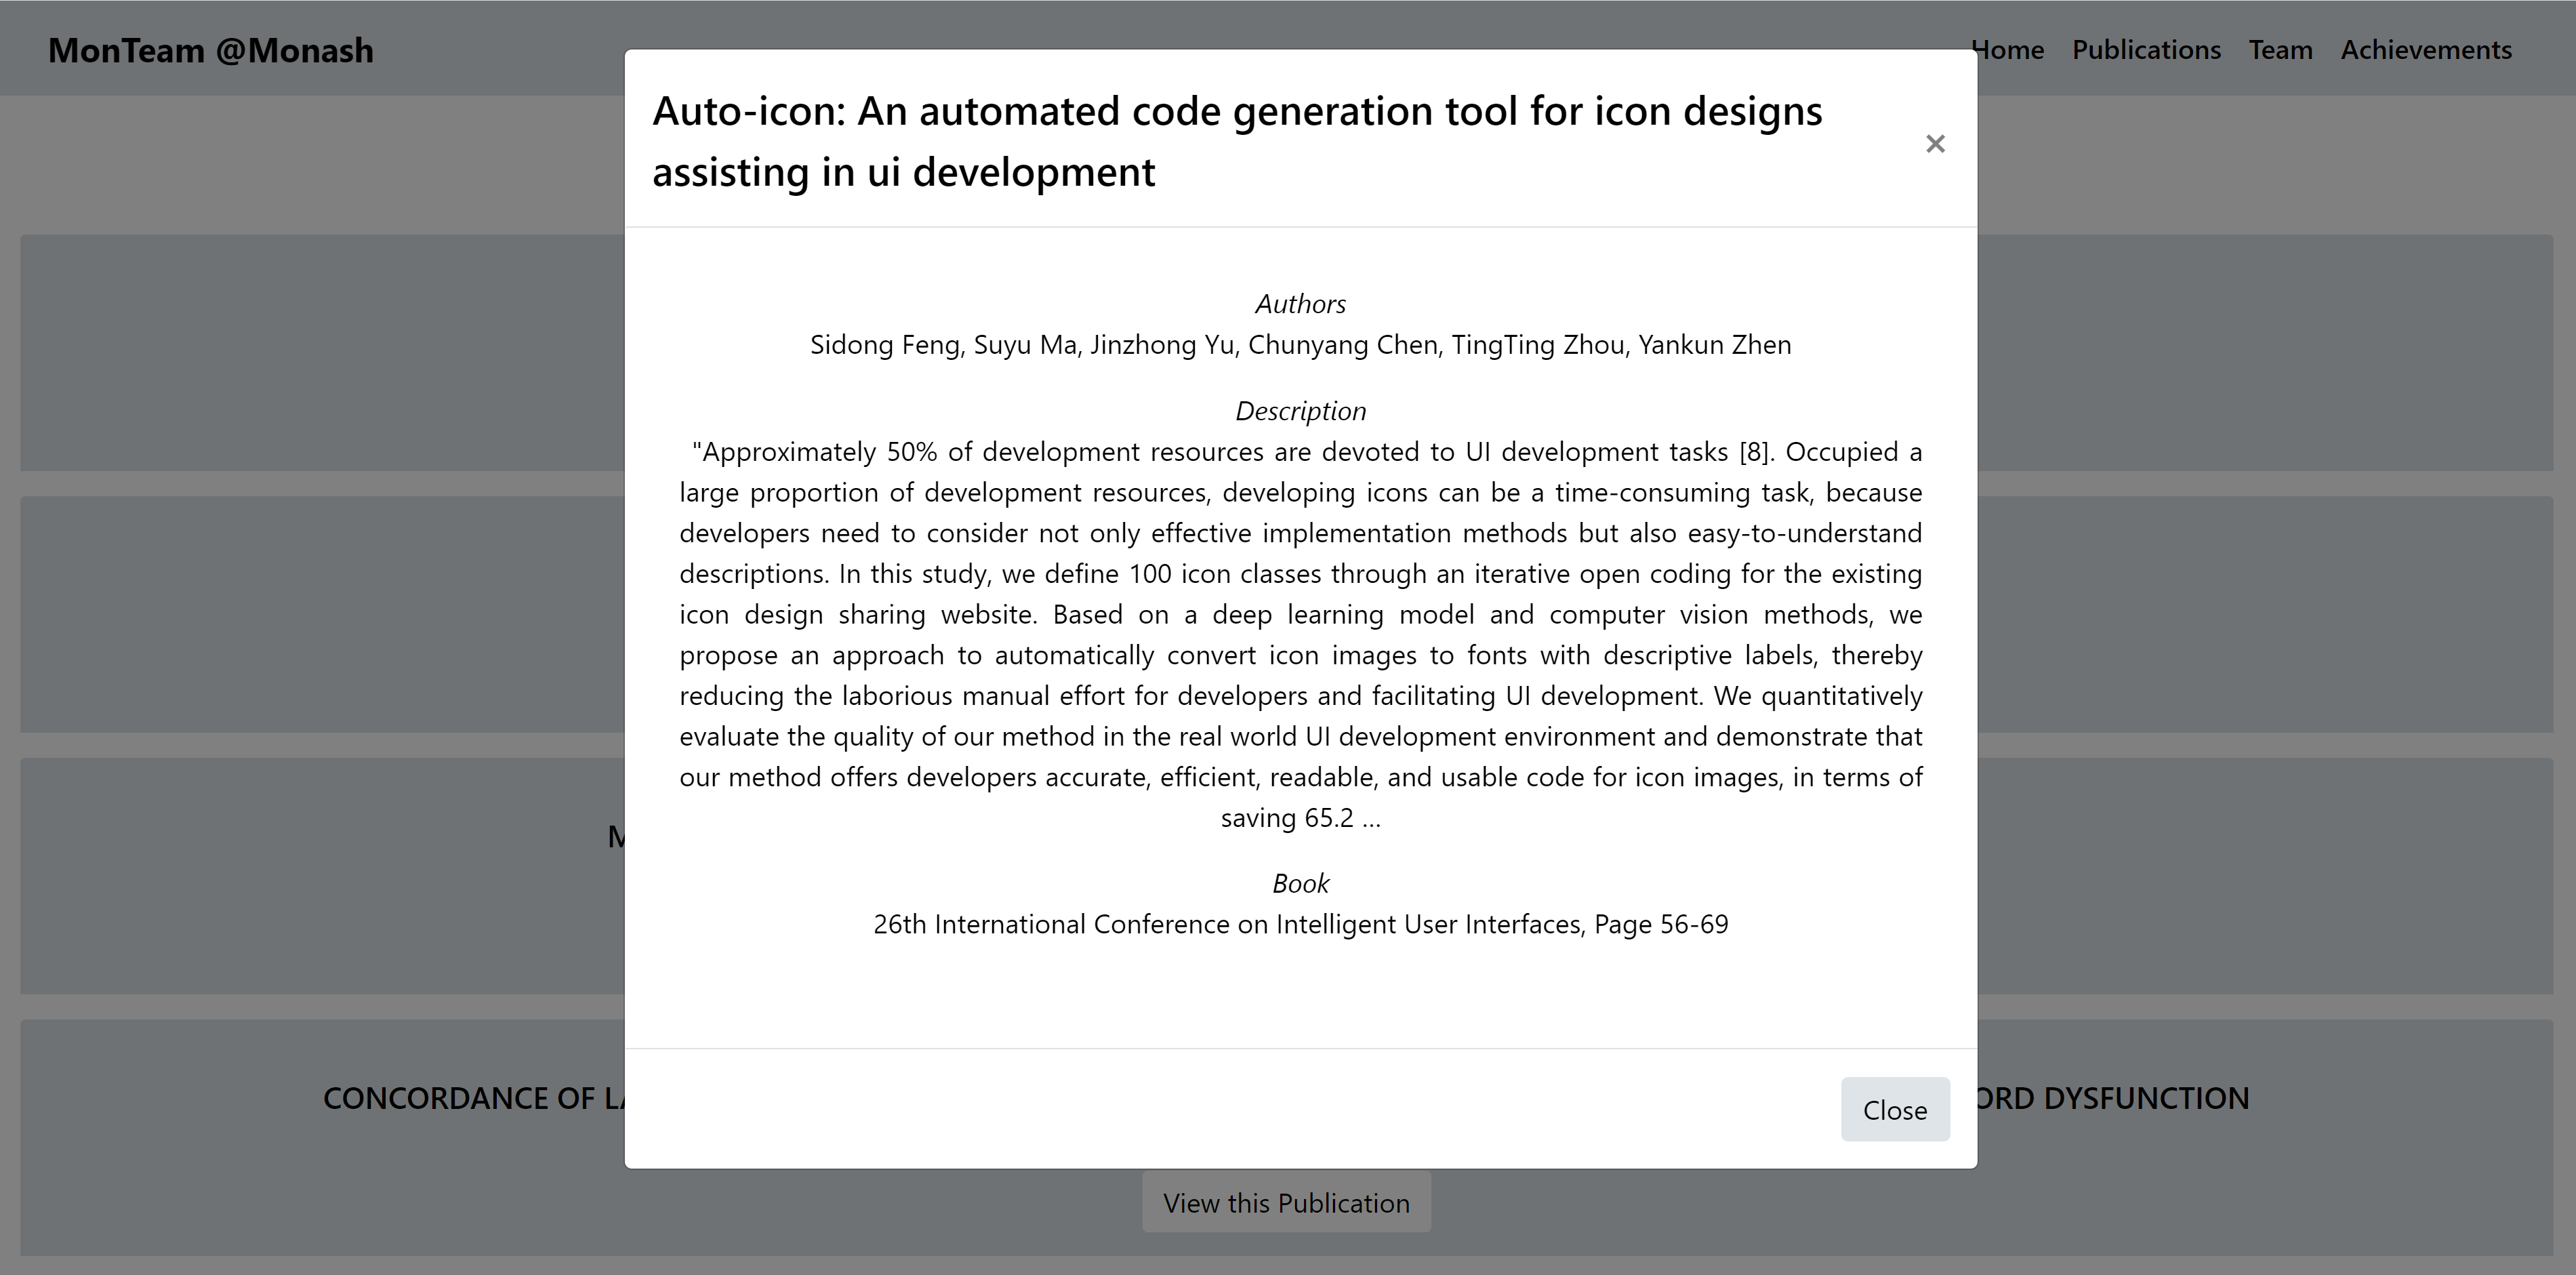 MonTeam @Monash
Home Publications Team Achievements
Auto-icon: An automated code generation tool for icon designs
assisting in ui development
×
Authors
Sidong Feng, Suyu Ma, Jinzhong Yu, Chunyang Chen, TingTing Zhou, Yankun Zhen
Description
"Approximately 50% of development resources are devoted to UI development tasks [8]. Occupied a
large proportion of development resources, developing icons can be a time-consuming task, because
developers need to consider not only effective implementation methods but also easy-to-understand
descriptions. In this study, we define 100 icon classes through an iterative open coding for the existing
icon design sharing website. Based on a deep learning model and computer vision methods, we
propose an approach to automatically convert icon images to fonts with descriptive labels, thereby
reducing the laborious manual effort for developers and facilitating UI development. We quantitatively
evaluate the quality of our method in the real world UI development environment and demonstrate that
our method offers developers accurate, efficient, readable, and usable code for icon images, in terms of
saving 65.2 ...
Book
26th International Conference on Intelligent User Interfaces, Page 56-69
CONCORDANCE OF DYSFUNCTION
Close
View this Publication